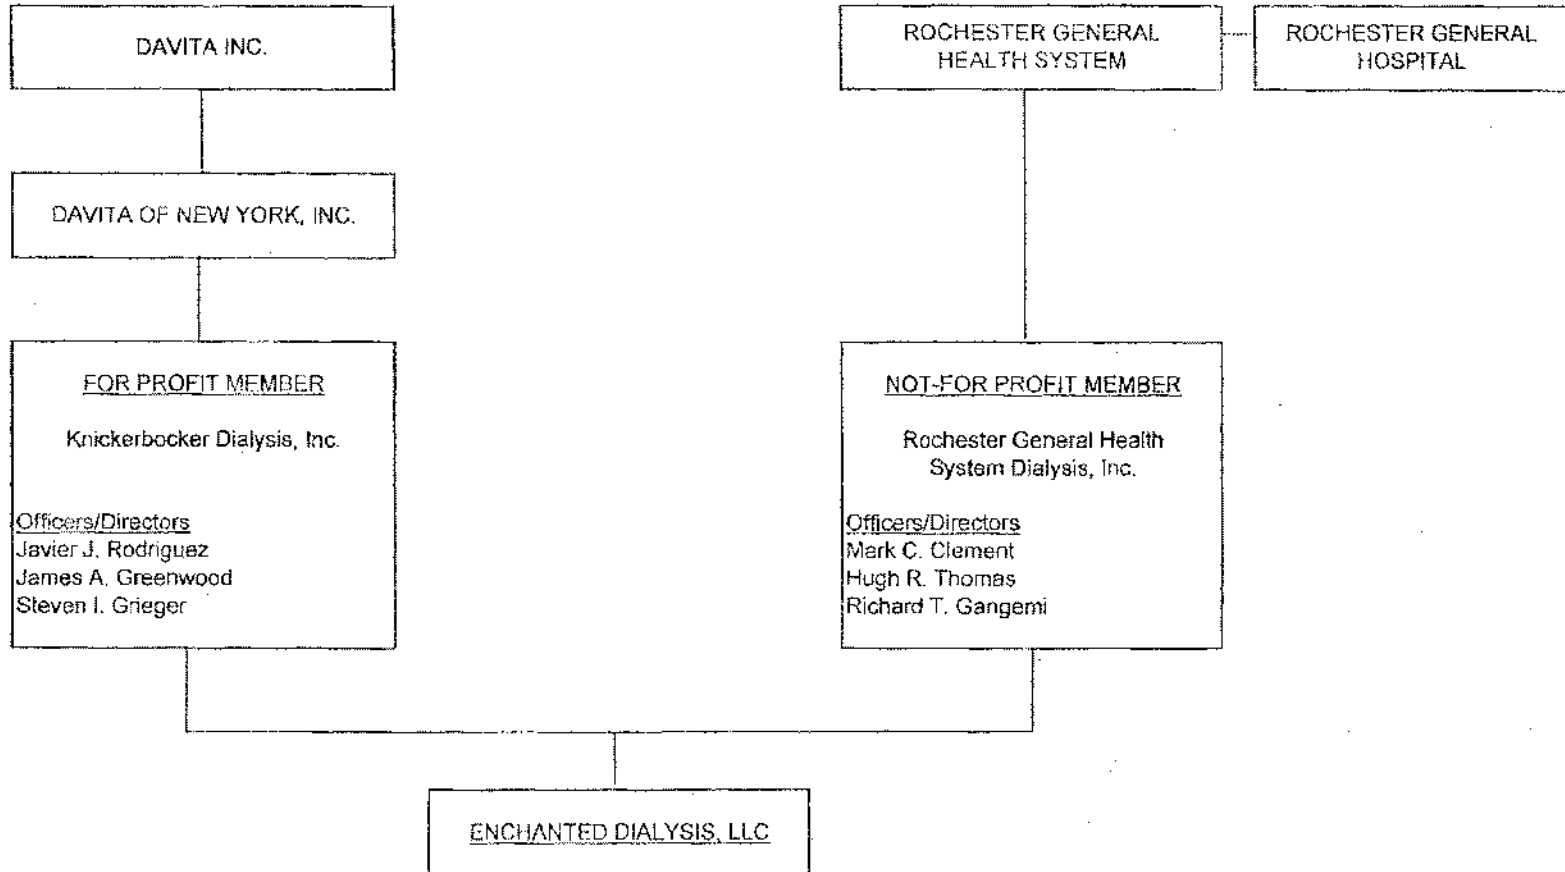 DAVITA INC.
ROCHESTER GENERAL
HEALTH SYSTEM
ROCHESTER GENERAL
HOSPITAL
DAVITA OF NEW YORK, INC.
FOR PROFIT MEMBER
Knickerbocker Dialysis, Inc.
Officers/Directors
Javier J. Rodriguez
James A. Greenwood
Steven I. Grieger
NOT-FOR PROFIT MEMBER
Rochester General Health
System Dialysis, Inc.
Officers/Directors
Mark C. Clement
Hugh R. Thomas
Richard T. Gangemi
ENCHANTED DIALYSIS, LLC